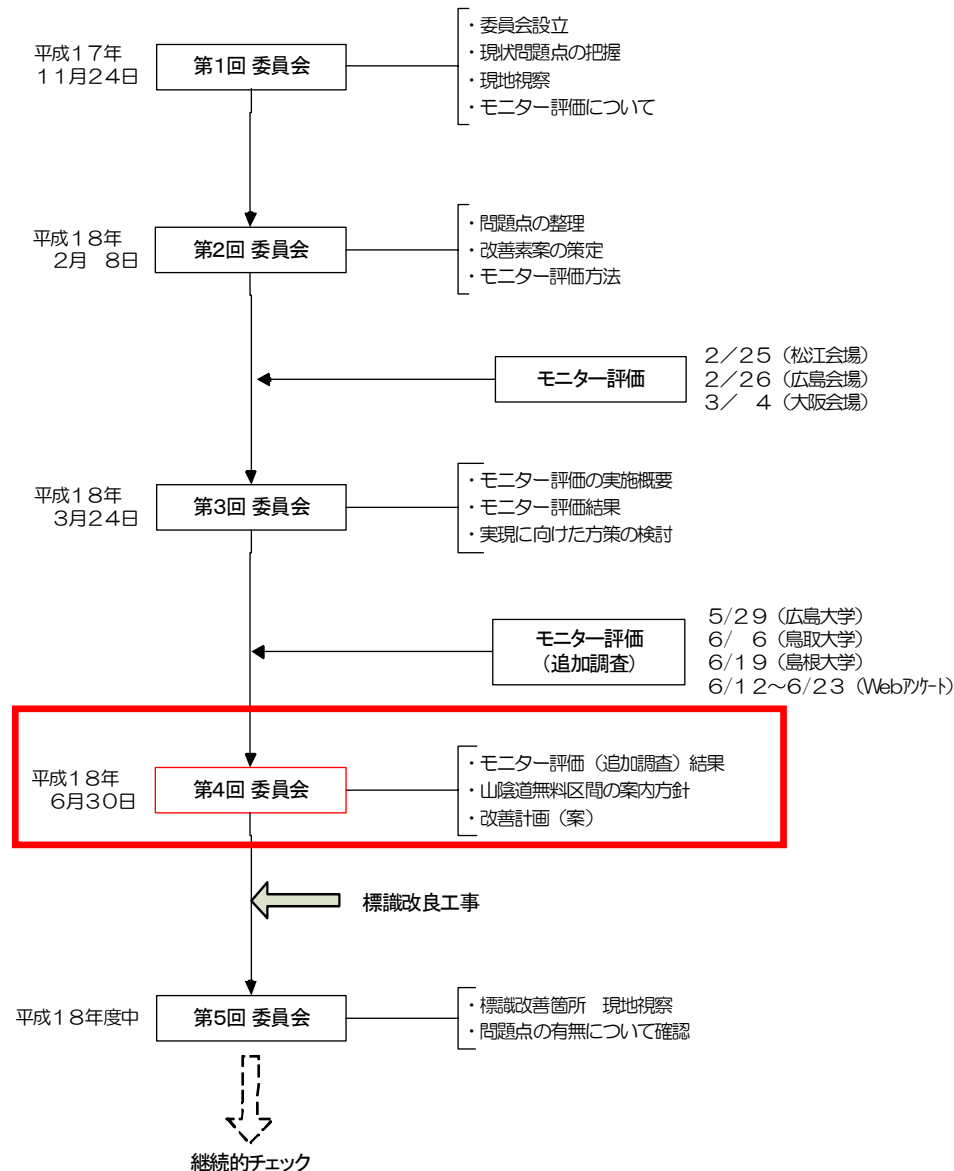 平成17年
11月24日
第1回 委員会
・委員会設立
・現状問題点の把握
・現地視察
・モニター評価について
平成18年
2月 8日
第2回 委員会
・問題点の整理
・改善素案の策定
・モニター評価方法
モニター評価
2/25（松江会場）
2/26（広島会場）
3/ 4（大阪会場）
平成18年
3月24日
第3回 委員会
・モニター評価の実施概要
・モニター評価結果
・実現に向けた方策の検討
モニター評価
（追加調査）
5/29（広島大学）
6/ 6（鳥取大学）
6/19（島根大学）
6/12～6/23（Webｱﾝｹｰﾄ）
平成18年
6月30日
第4回 委員会
・モニター評価（追加調査）結果
・山陰道無料区間の案内方針
・改善計画（案）
標識改良工事
平成18年度中
第5回 委員会
・標識改善箇所 現地視察
・問題点の有無について確認
継続的チェック